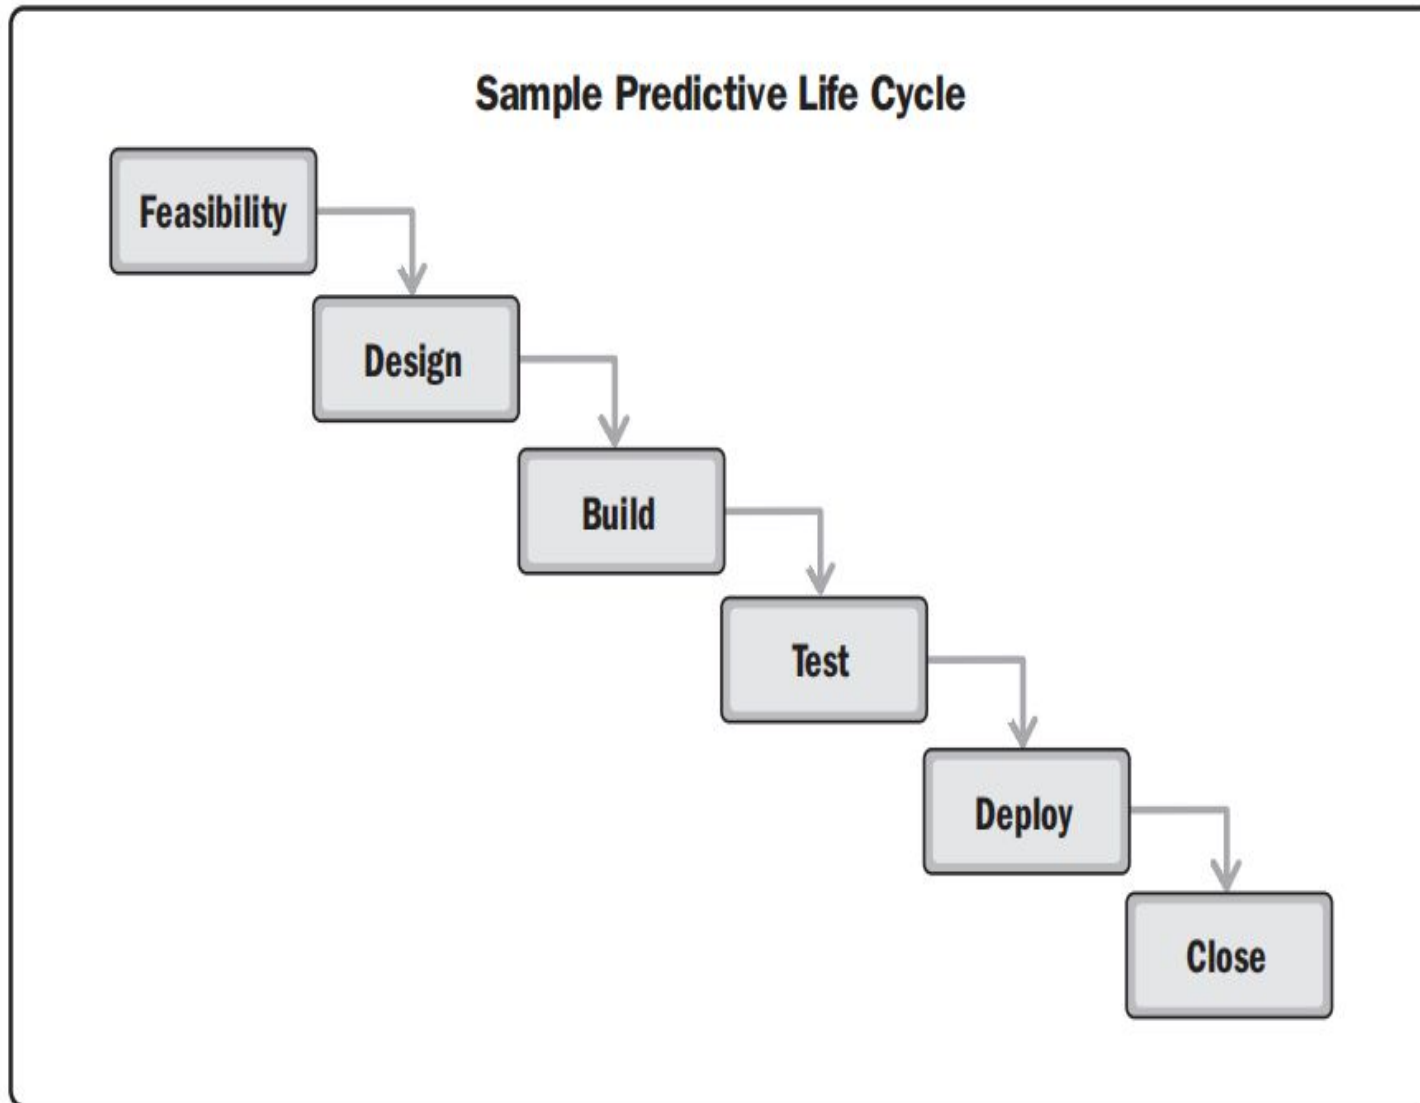 Sample Predictive Life Cycle
Feasibility
Design
Build
Test
Deploy
Close